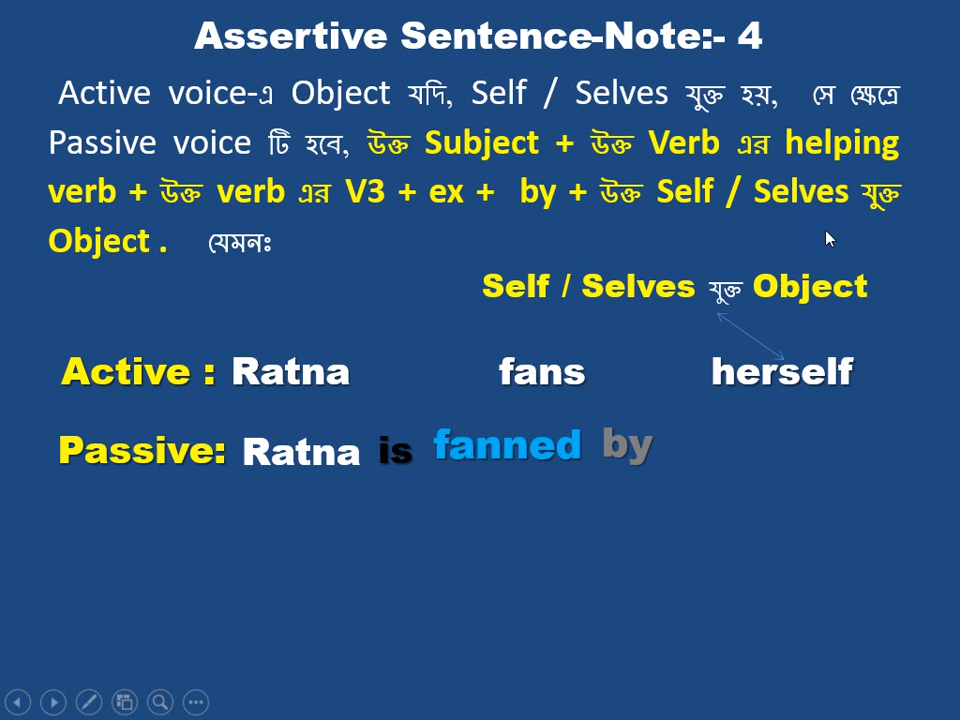 Assertive Sentence-Note:- 4
Active voice-এ Object যদি, Self / Selves যুক্ত হয়, সে ক্ষেত্রে
Passive voice টি হবে, উক্ত Subject + উক্ত Verb এর helping
verb + উক্ত verb এর V3 + ex + by + উক্ত Self / Selves যুক্ত
Object . যেমনঃ
Self / Selves যুক্ত Object
Active : Ratna fans herself
Passive: Ratna is fanned by